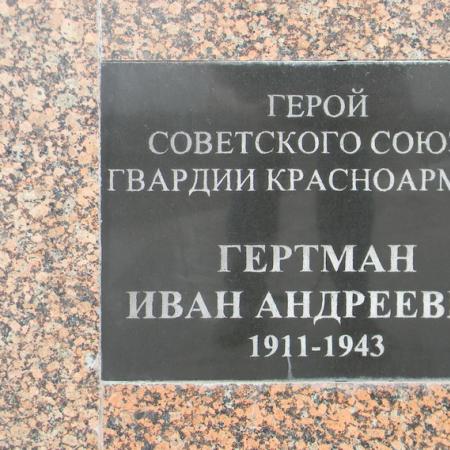 ГЕРОЙ
СОВЕТСКОГО СОЮЗ
ГВАРДИИ КРАСНОАРМ
ГЕРТМАН
ИВАН АНДРЕЕВ
1911-1943